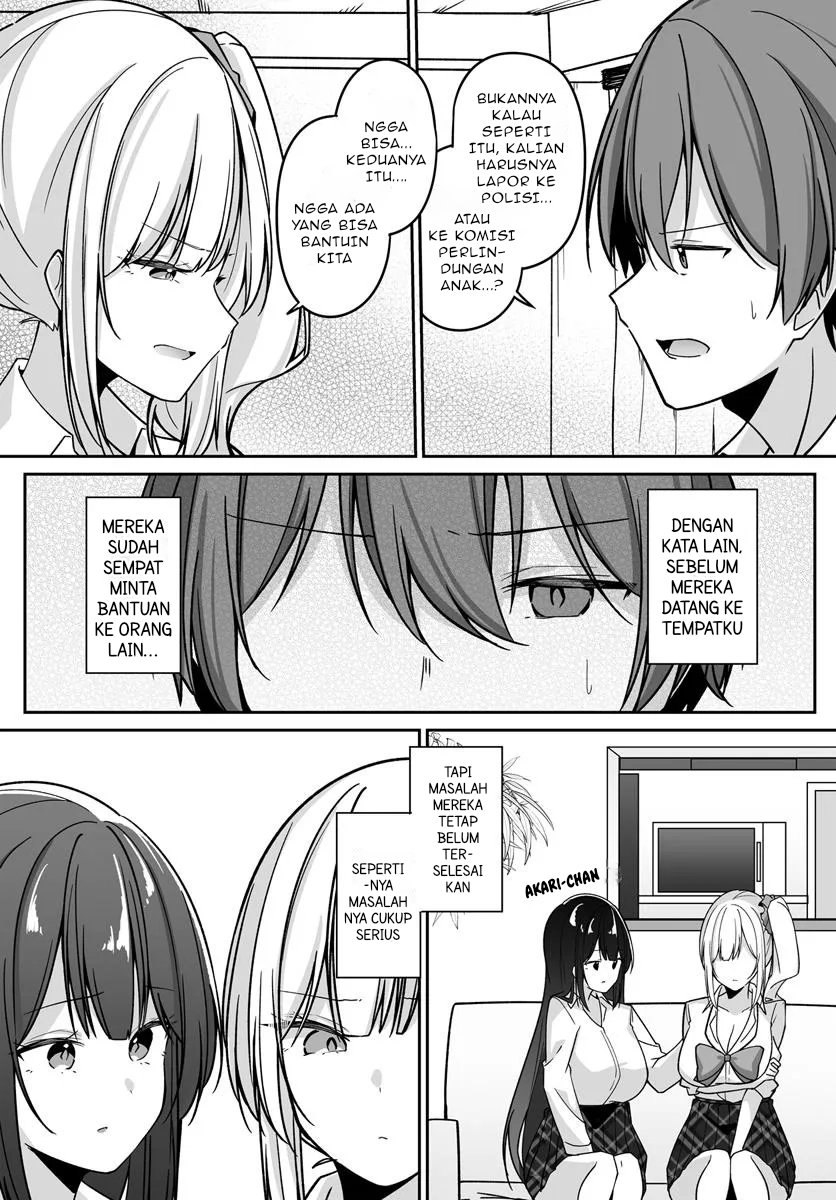 BUKANNYA
KALAU
SEPERTI
ITU, KALIAN
HARUSNYA
LAPOR KE
POLISI...
ATAU
KE KOMISI
PERLIN-
DUNGAN
ANAK...?
NGGA
BISA...
KEDUANYA
ITU....
NGGA ADA
YANG BISA
BANTUIN
KITA
DENGAN
KATA LAIN,
SEBELUM
MEREKA
DATANG KE
TEMPATKU
MEREKA
SUDAH
SEMPAT
MINTA
BANTUAN
KE ORANG
LAIN...
TAPI
MASALAH
MEREKA
TETAP
BELUM
TER-
SELESAI
KAN
SEPERTI
-NYA
MASALAH
NYA CUKUP
SERIUS
AKARI-CHAN